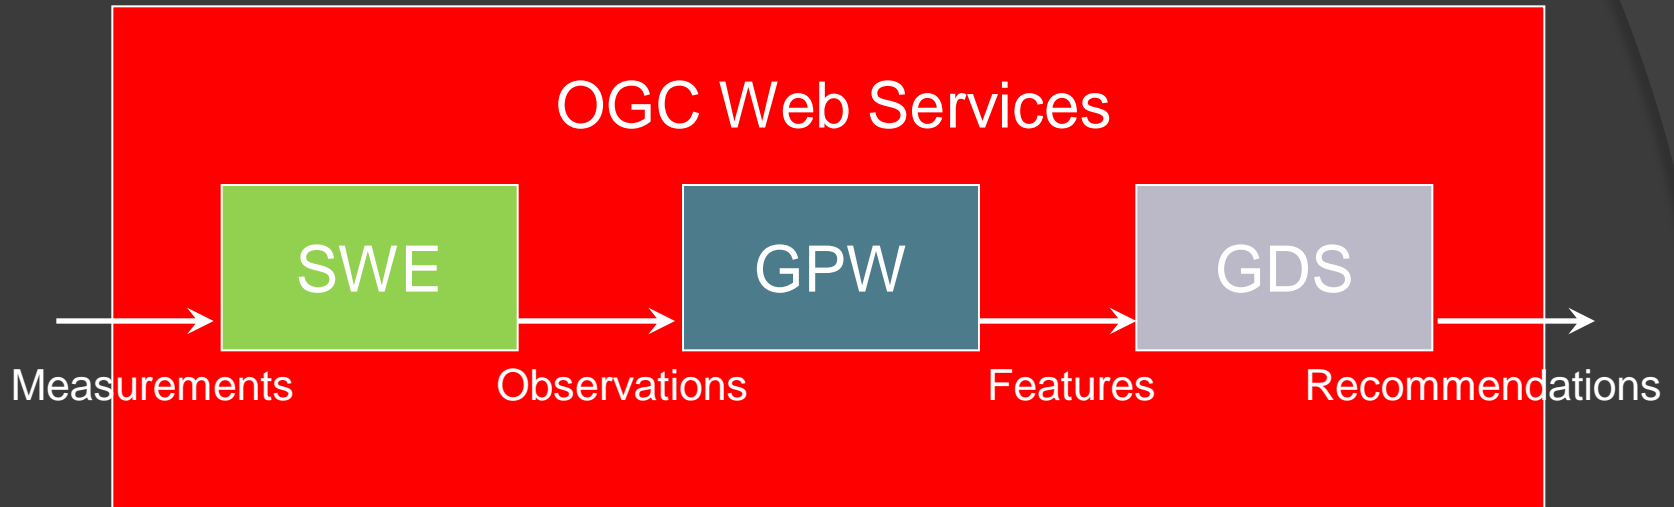 OGC Web Services
SWE
GPW
GDS
Measurements
Observations
Features
Recommendations